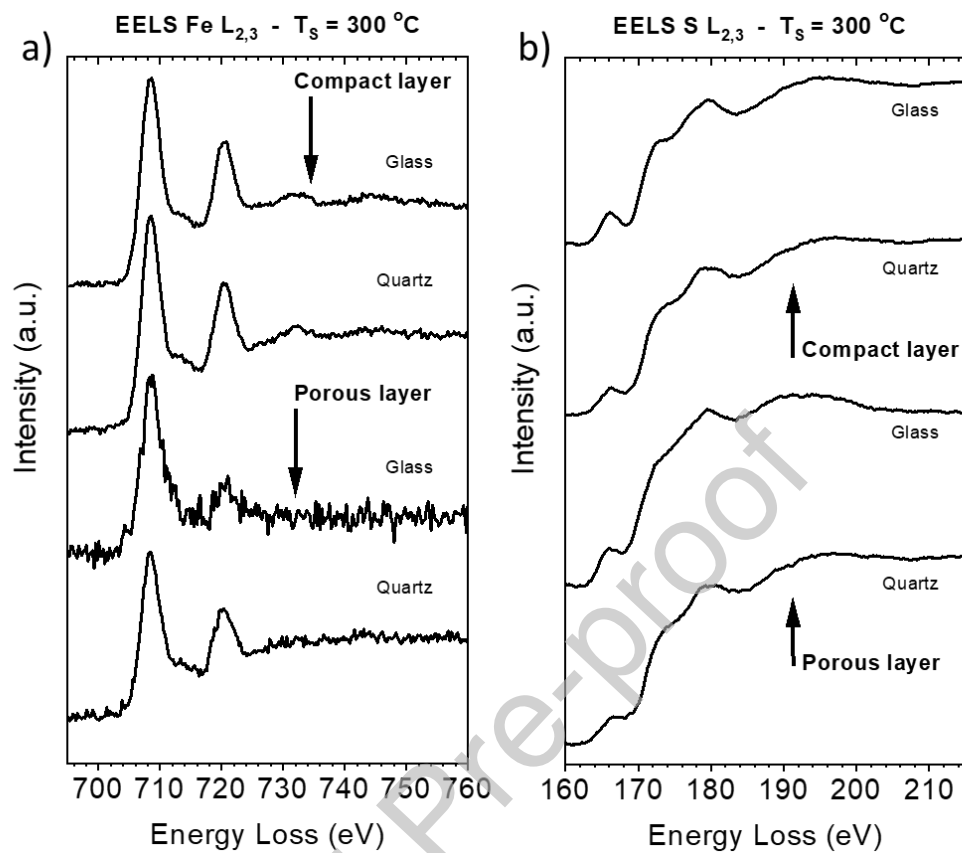 EELS Fe L2,3 - TS = 300 °C
a)
Compact layer
Glass
Quartz
Porous layer
Glass
Quartz
Intensity (a.u.)
700 710 720 730 740 750 760
Energy Loss (eV)
EELS S L2,3 - TS = 300 °C
b)
Glass
Quartz
Compact layer
Glass
Quartz
Porous layer
Intensity (a.u.)
160 170 180 190 200 210
Energy Loss (eV)
Pre-proof